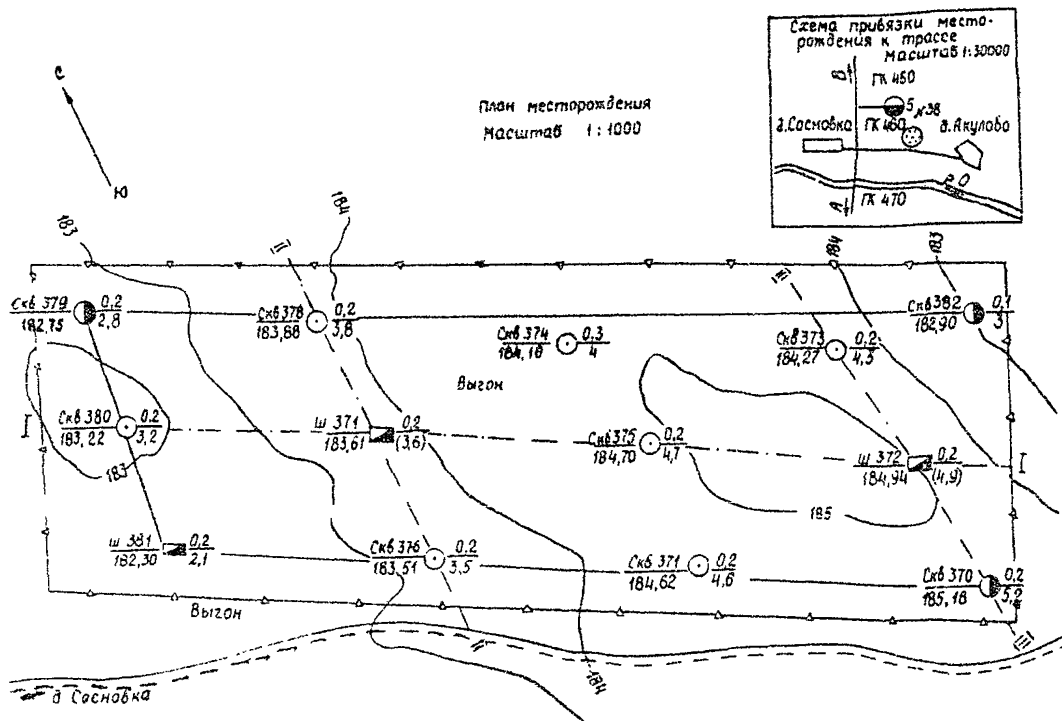 Схема привязки место-
рождения к трассе
Масштаб 1:30000
В
ПК 450
5
№38
д.Сосновка
ПК460
д.Акулово
р. О
А
ПК 470
С
Ю
План месторождения
Масштаб 1:1000
183
184
II
III
184
183
Скв 379 0,2
182,75 2,8
Скв 378 0,2
183,88 3,8
Скв 374 0,3
184,18 4
Скв 373 0,2
184,27 4,3
Скв 382 0,1
182,90 3
Выгон
I
Скв 380 0,2
183,22 3,2
183
Ш 371 0,2
183,61 (3,6)
Скв 375 0,2
184,70 4,7
Ш 372 0,2
184,94 (4,9)
I
185
Ш 381 0,2
182,30 2,1
Скв 376 0,2
183,51 3,5
Скв 371 0,2
184,62 4,6
Скв 370 0,2
185,18 5,2
Выгон
II
III
184
д Сосновка